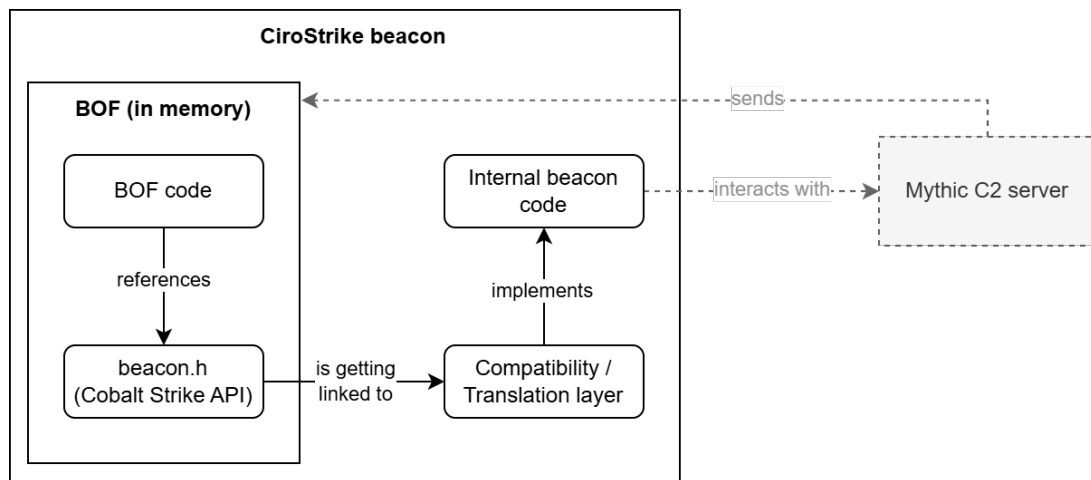 CiroStrike beacon
BOF (in memory)
sends
BOF code
Internal beacon
code
interacts with
Mythic C2 server
references
implements
beacon.h
(Cobalt Strike API)
is getting
linked to
Compatibility /
Translation layer